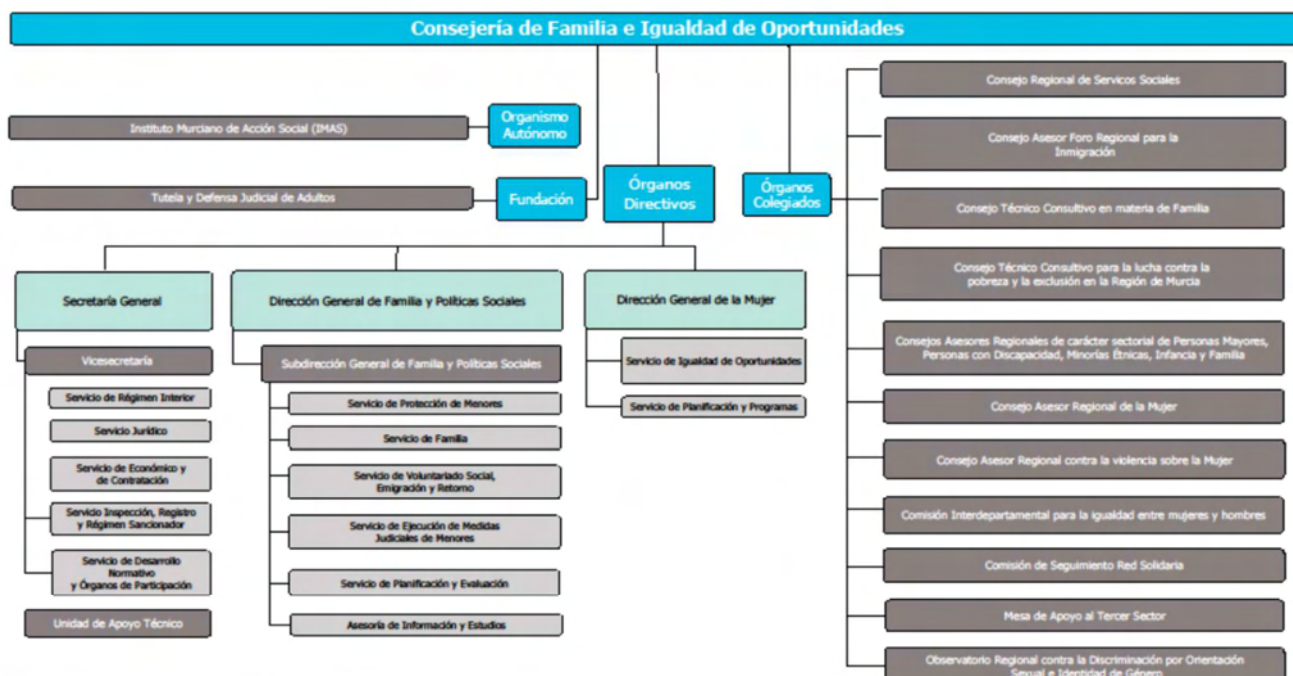 Consejería de Familia e Igualdad de Oportunidades
Instituto Murciano de Acción Social (IMAS)
Organismo
Autónomo
Tutela y Defensa Judicial de Adultos
Fundación
Órganos
Directivos
Órganos
Colegiados
Secretaría General
Vicesecretaría
Servicio de Régimen Interior
Servicio Jurídico
Servicio de Económico y
de Contratación
Servicio Inspección, Registro
y Régimen Sancionador
Servicio de Desarrollo
Normativo
y Órganos de Participación
Unidad de Apoyo Técnico
Dirección General de Familia y Políticas Sociales
Subdirección General de Familia y Políticas Sociales
Servicio de Protección de Menores
Servicio de Familia
Servicio de Voluntariado Social,
Emigración y Retorno
Servicio de Ejecución de Medidas
Judiciales de Menores
Servicio de Planificación y Evaluación
Asesoría de Información y Estudios
Dirección General de la Mujer
Servicio de Igualdad de Oportunidades
Servicio de Planificación y Programas
Consejo Regional de Servicos Sociales
Consejo Asesor Foro Regional para la
Inmigración
Consejo Técnico Consultivo en materia de Familia
Consejo Técnico Consultivo para la lucha contra la
pobreza y la exclusión en la Región de Murcia
Consejos Asesores Regionales de carácter sectorial de Personas Mayores,
Personas con Discapacidad, Minorías Étnicas, Infancia y Familia
Consejo Asesor Regional de la Mujer
Consejo Asesor Regional contra la violencia sobre la Mujer
Comisión Interdepartamental para la igualdad entre mujeres y hombres
Comisión de Seguimiento Red Solidaria
Mesa de Apoyo al Tercer Sector
Observatorio Regional contra la Discriminación por Orientación
Sexual e Identidad de Género